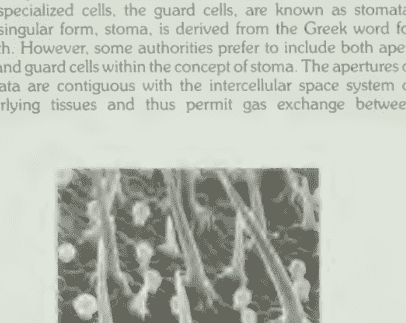 specialized cells, the guard cells, are known as stomata
singular form, stoma, is derived from the Greek word fo
th. However, some authorities prefer to include both ape
and guard cells within the concept of stoma. The apertures o
ata are contiguous with the intercellular space system o
rlying tissues and thus permit gas exchange betwee